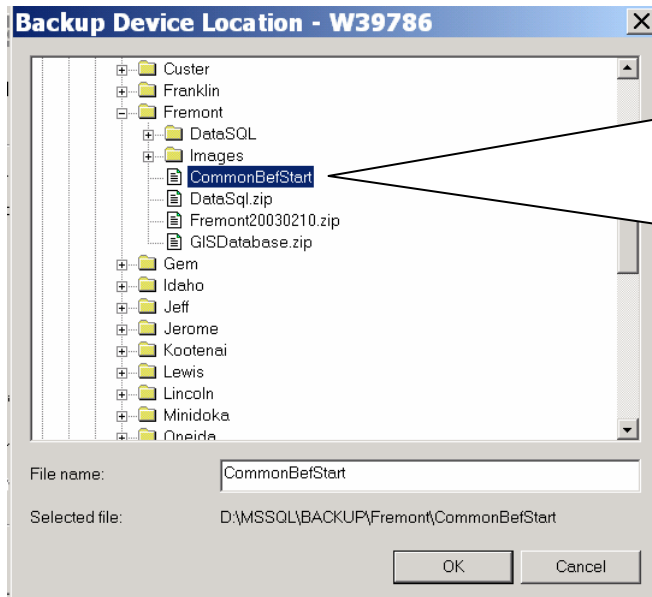 Backup Device Location - W39786
Custer
Franklin
Fremont
DataSQL
Images
CommonBefStart
DataSql.zip
Fremont20030210.zip
GISDatabase.zip
Gem
Idaho
Jeff
Jerome
Kootenai
Lewis
Lincoln
Minidoka
Oneida
File name: CommonBefStart
Selected file: D:\MSSQL\BACKUP\Fremont\CommonBefStart
OK Cancel